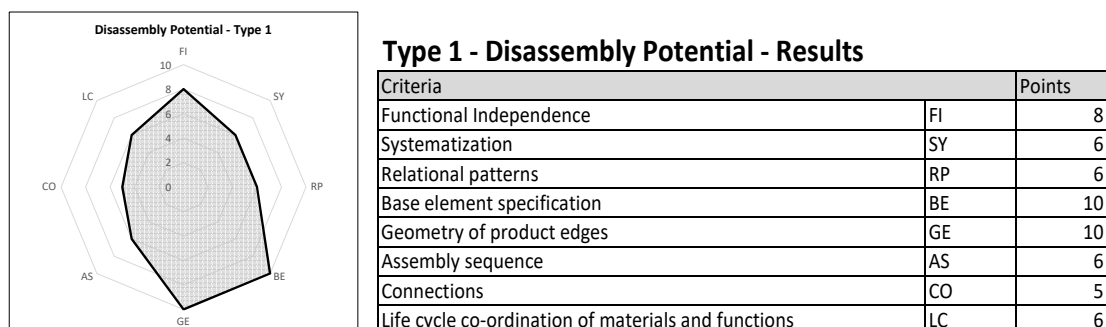 Disassembly Potential - Type 1
FI
10
LC
8
SY
6
4
2
CO
0
RP
AS
BE
GE
Type 1 - Disassembly Potential - Results
Criteria Points
Functional Independence FI 8
Systematization SY 6
Relational patterns RP 6
Base element specification BE 10
Geometry of product edges GE 10
Assembly sequence AS 6
Connections CO 5
Life cycle co-ordination of materials and functions LC 6